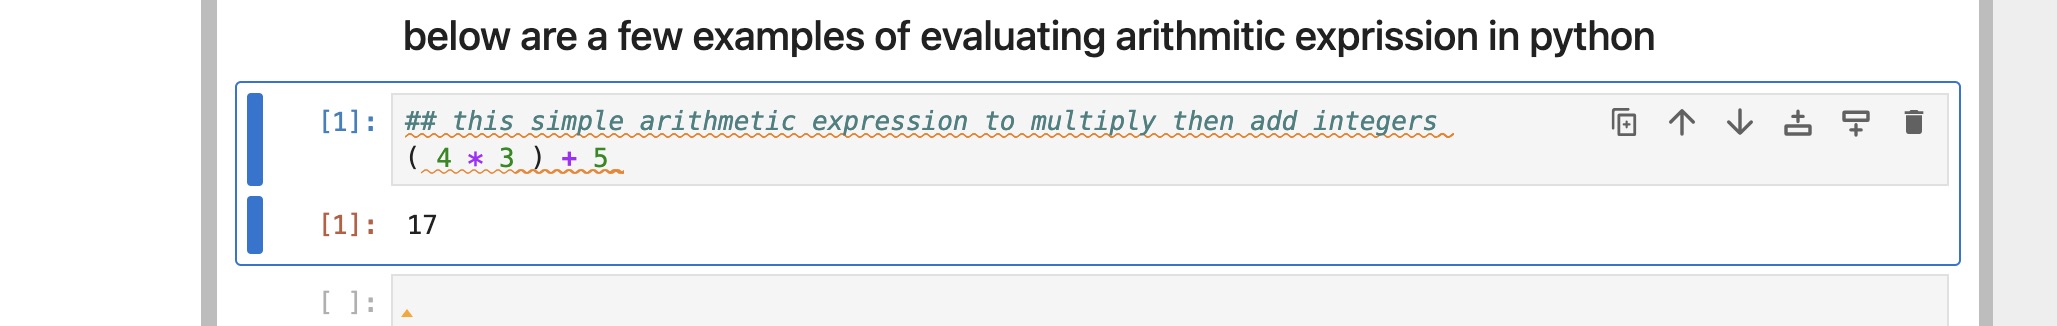 below are a few examples of evaluating arithmitic exprission in python
[1]: ## this simple arithmetic expression to multiply then add integers
( 4 * 3 ) + 5
[1]: 17
[ ]: